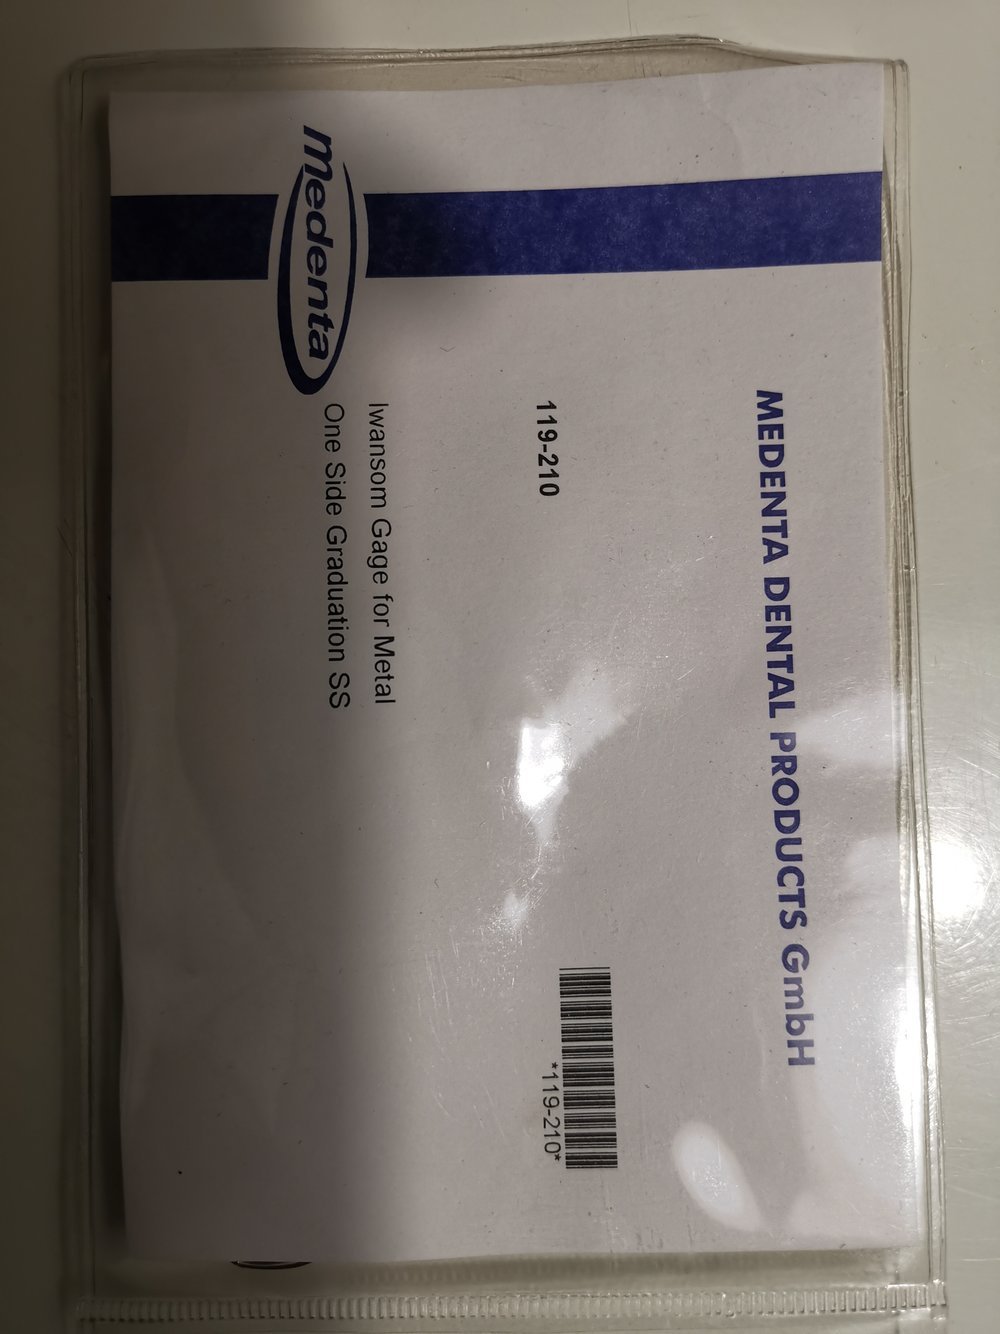 MEDENTA DENTAL PRODUCTS GmbH
119-210
*119-210*
Iwansom Gage for Metal
One Side Graduation SS
medenta